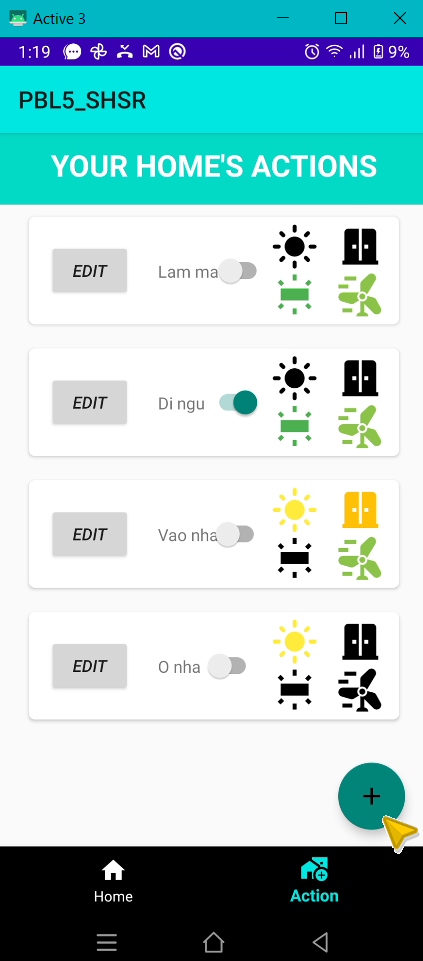 Active 3
1:19
9%
PBL5_SHSR
YOUR HOME'S ACTIONS
EDIT
Lam ma
EDIT
Di ngu
EDIT
Vao nha
EDIT
O nha
+
Home
Action